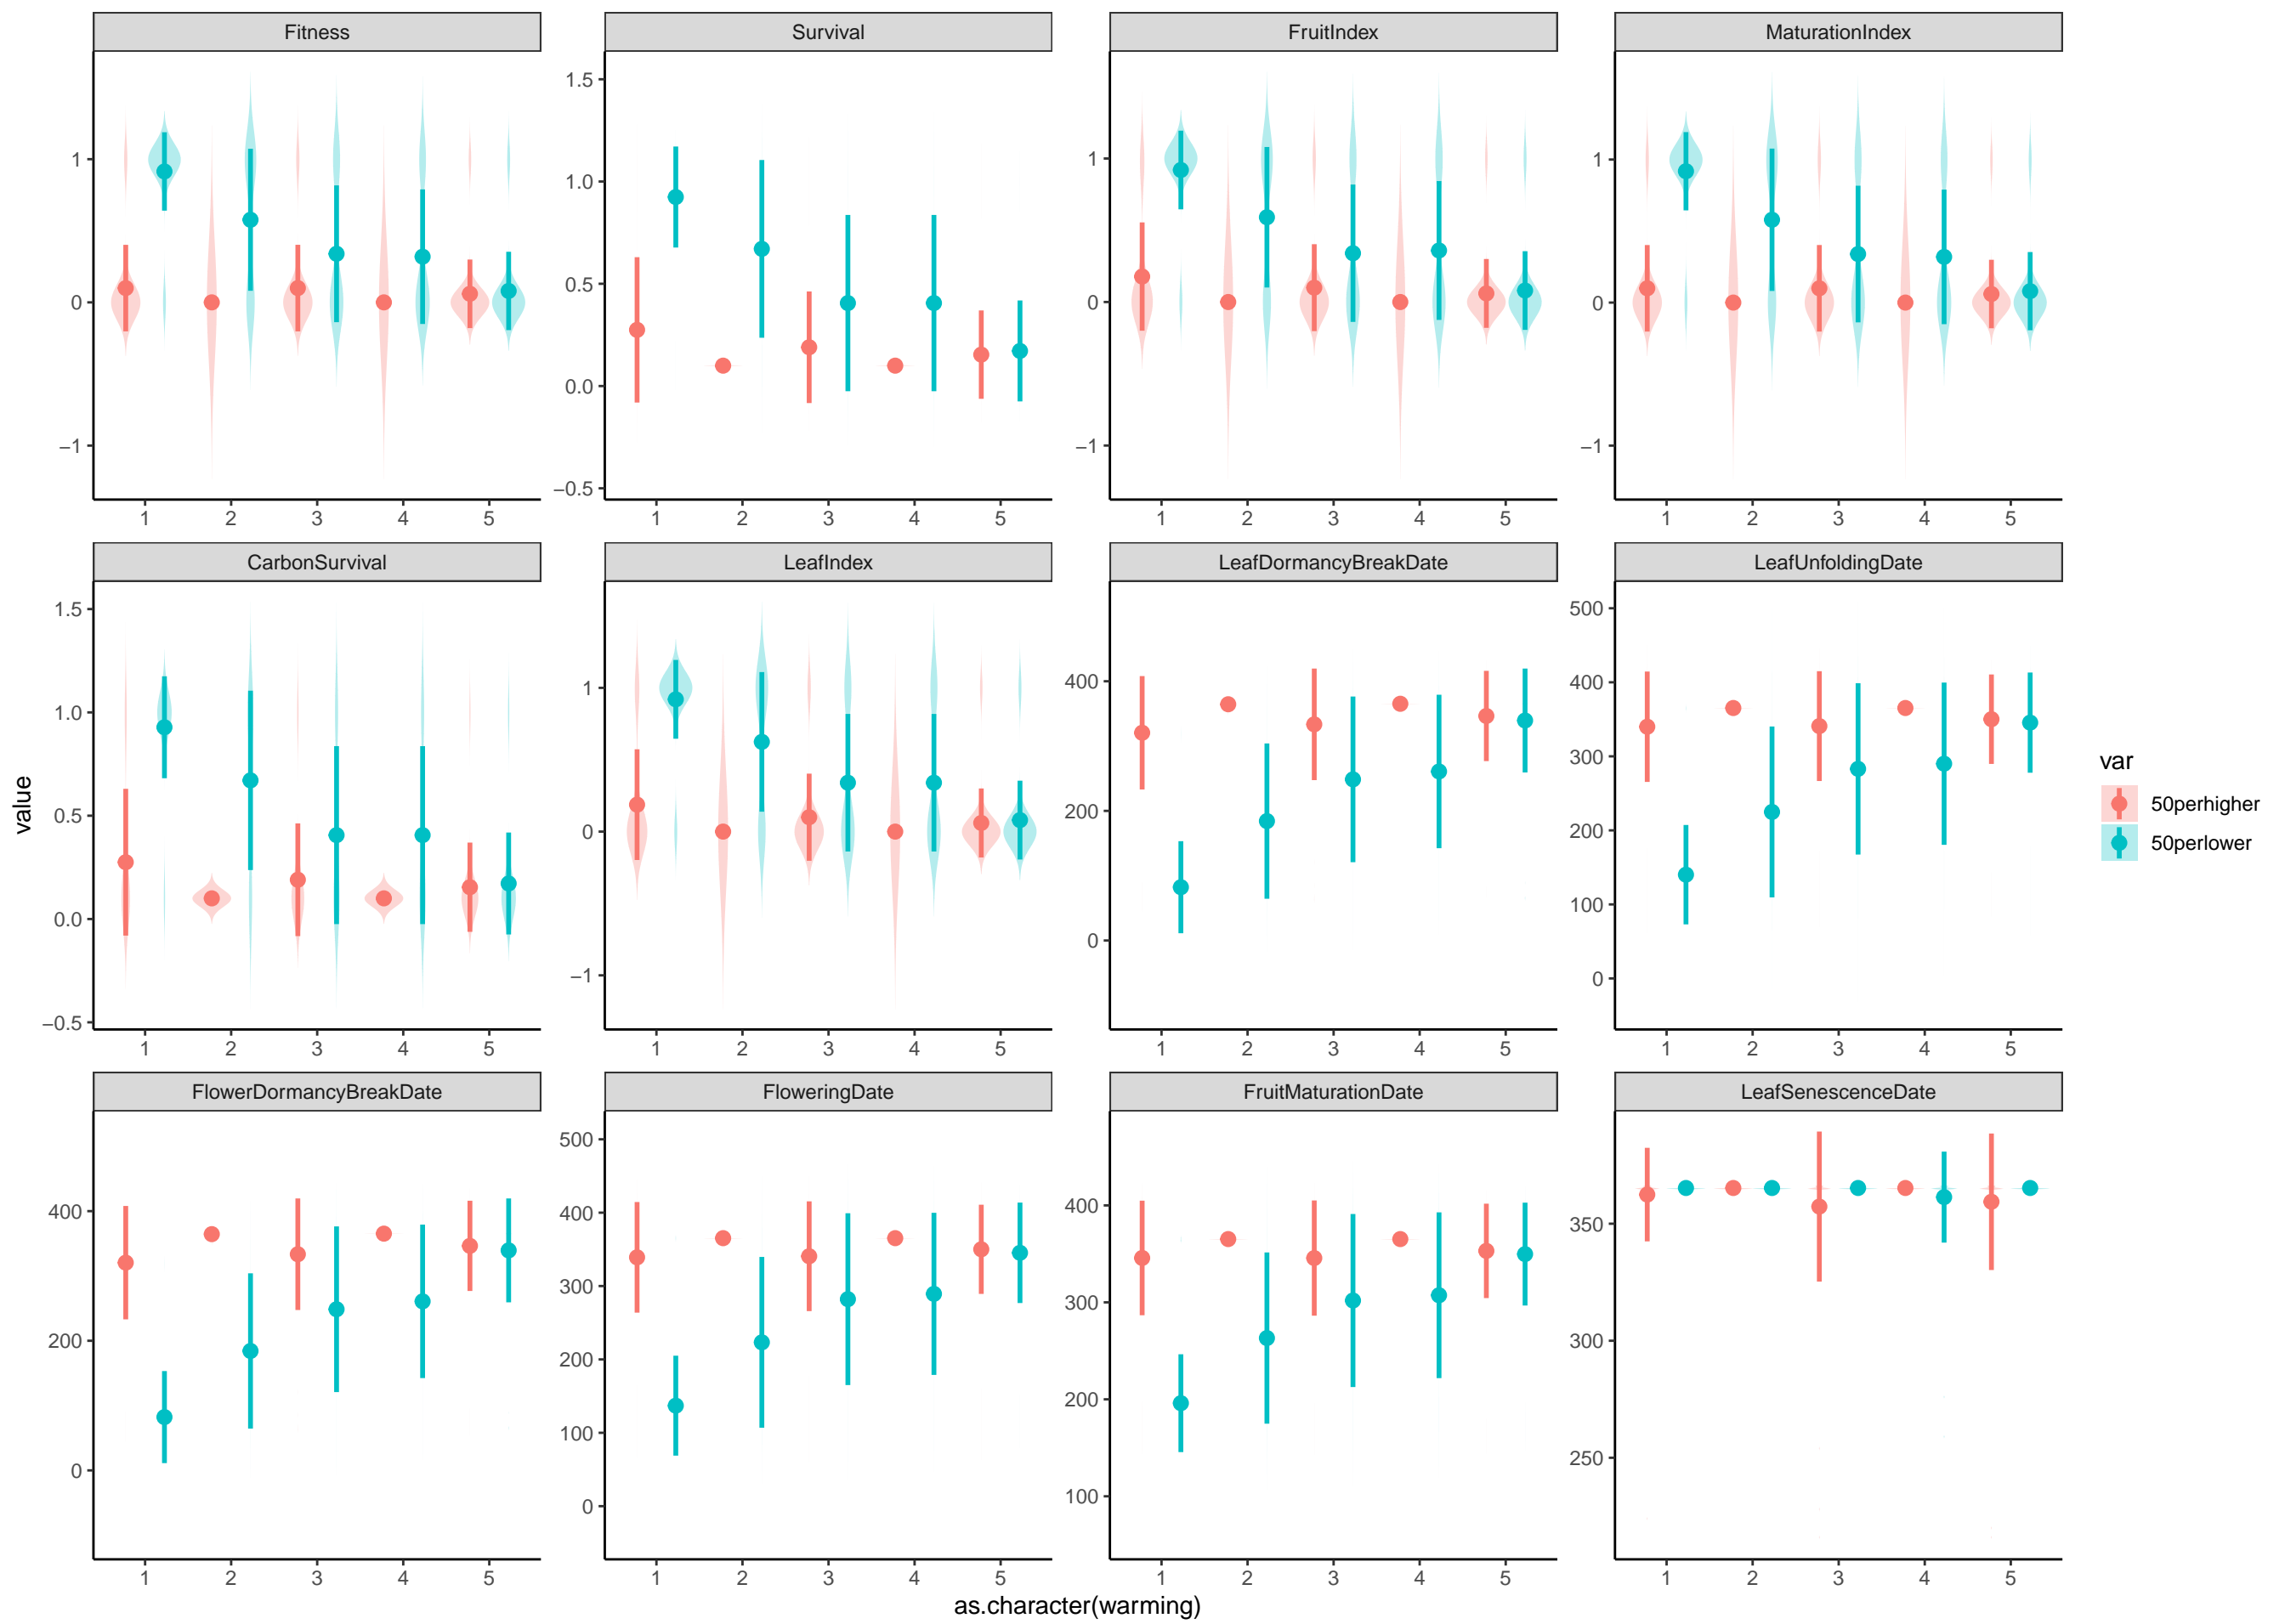 Fitness Survival FruitIndex MaturationIndex
1 0 −1
1.5 1.0 0.5 0.0 −0.5
1 0 −1
1 0 −1
1 2 3 4 5 1 2 3 4 5 1 2 3 4 5 1 2 3 4 5
CarbonSurvival LeafIndex LeafDormancyBreakDate LeafUnfoldingDate
1.5 1.0 0.5 0.0 −0.5
1 0 −1
400 200 0
500 400 300 200 100 0
1 2 3 4 5 1 2 3 4 5 1 2 3 4 5 1 2 3 4 5
FlowerDormancyBreakDate FloweringDate FruitMaturationDate LeafSenescenceDate
400 200 0
500 400 300 200 100 0
400 300 200 100
350 300 250
1 2 3 4 5 1 2 3 4 5 1 2 3 4 5 1 2 3 4 5
value
as.character(warming)
var
50perhigher
50perlower